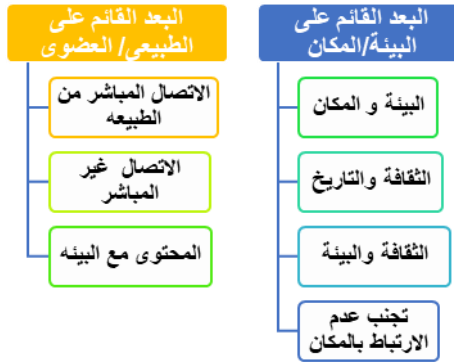 البعد القائم على
البيئة/المكان
البيئة و المكان
الثقافة والتاريخ
الثقافة والبيئة
تجنب عدم
الارتباط بالمكان
البعد القائم على
الطبيعي/ العضوى
الاتصال المباشر من
الطبيعه
الاتصال غير
المباشر
المحتوى مع البيئه